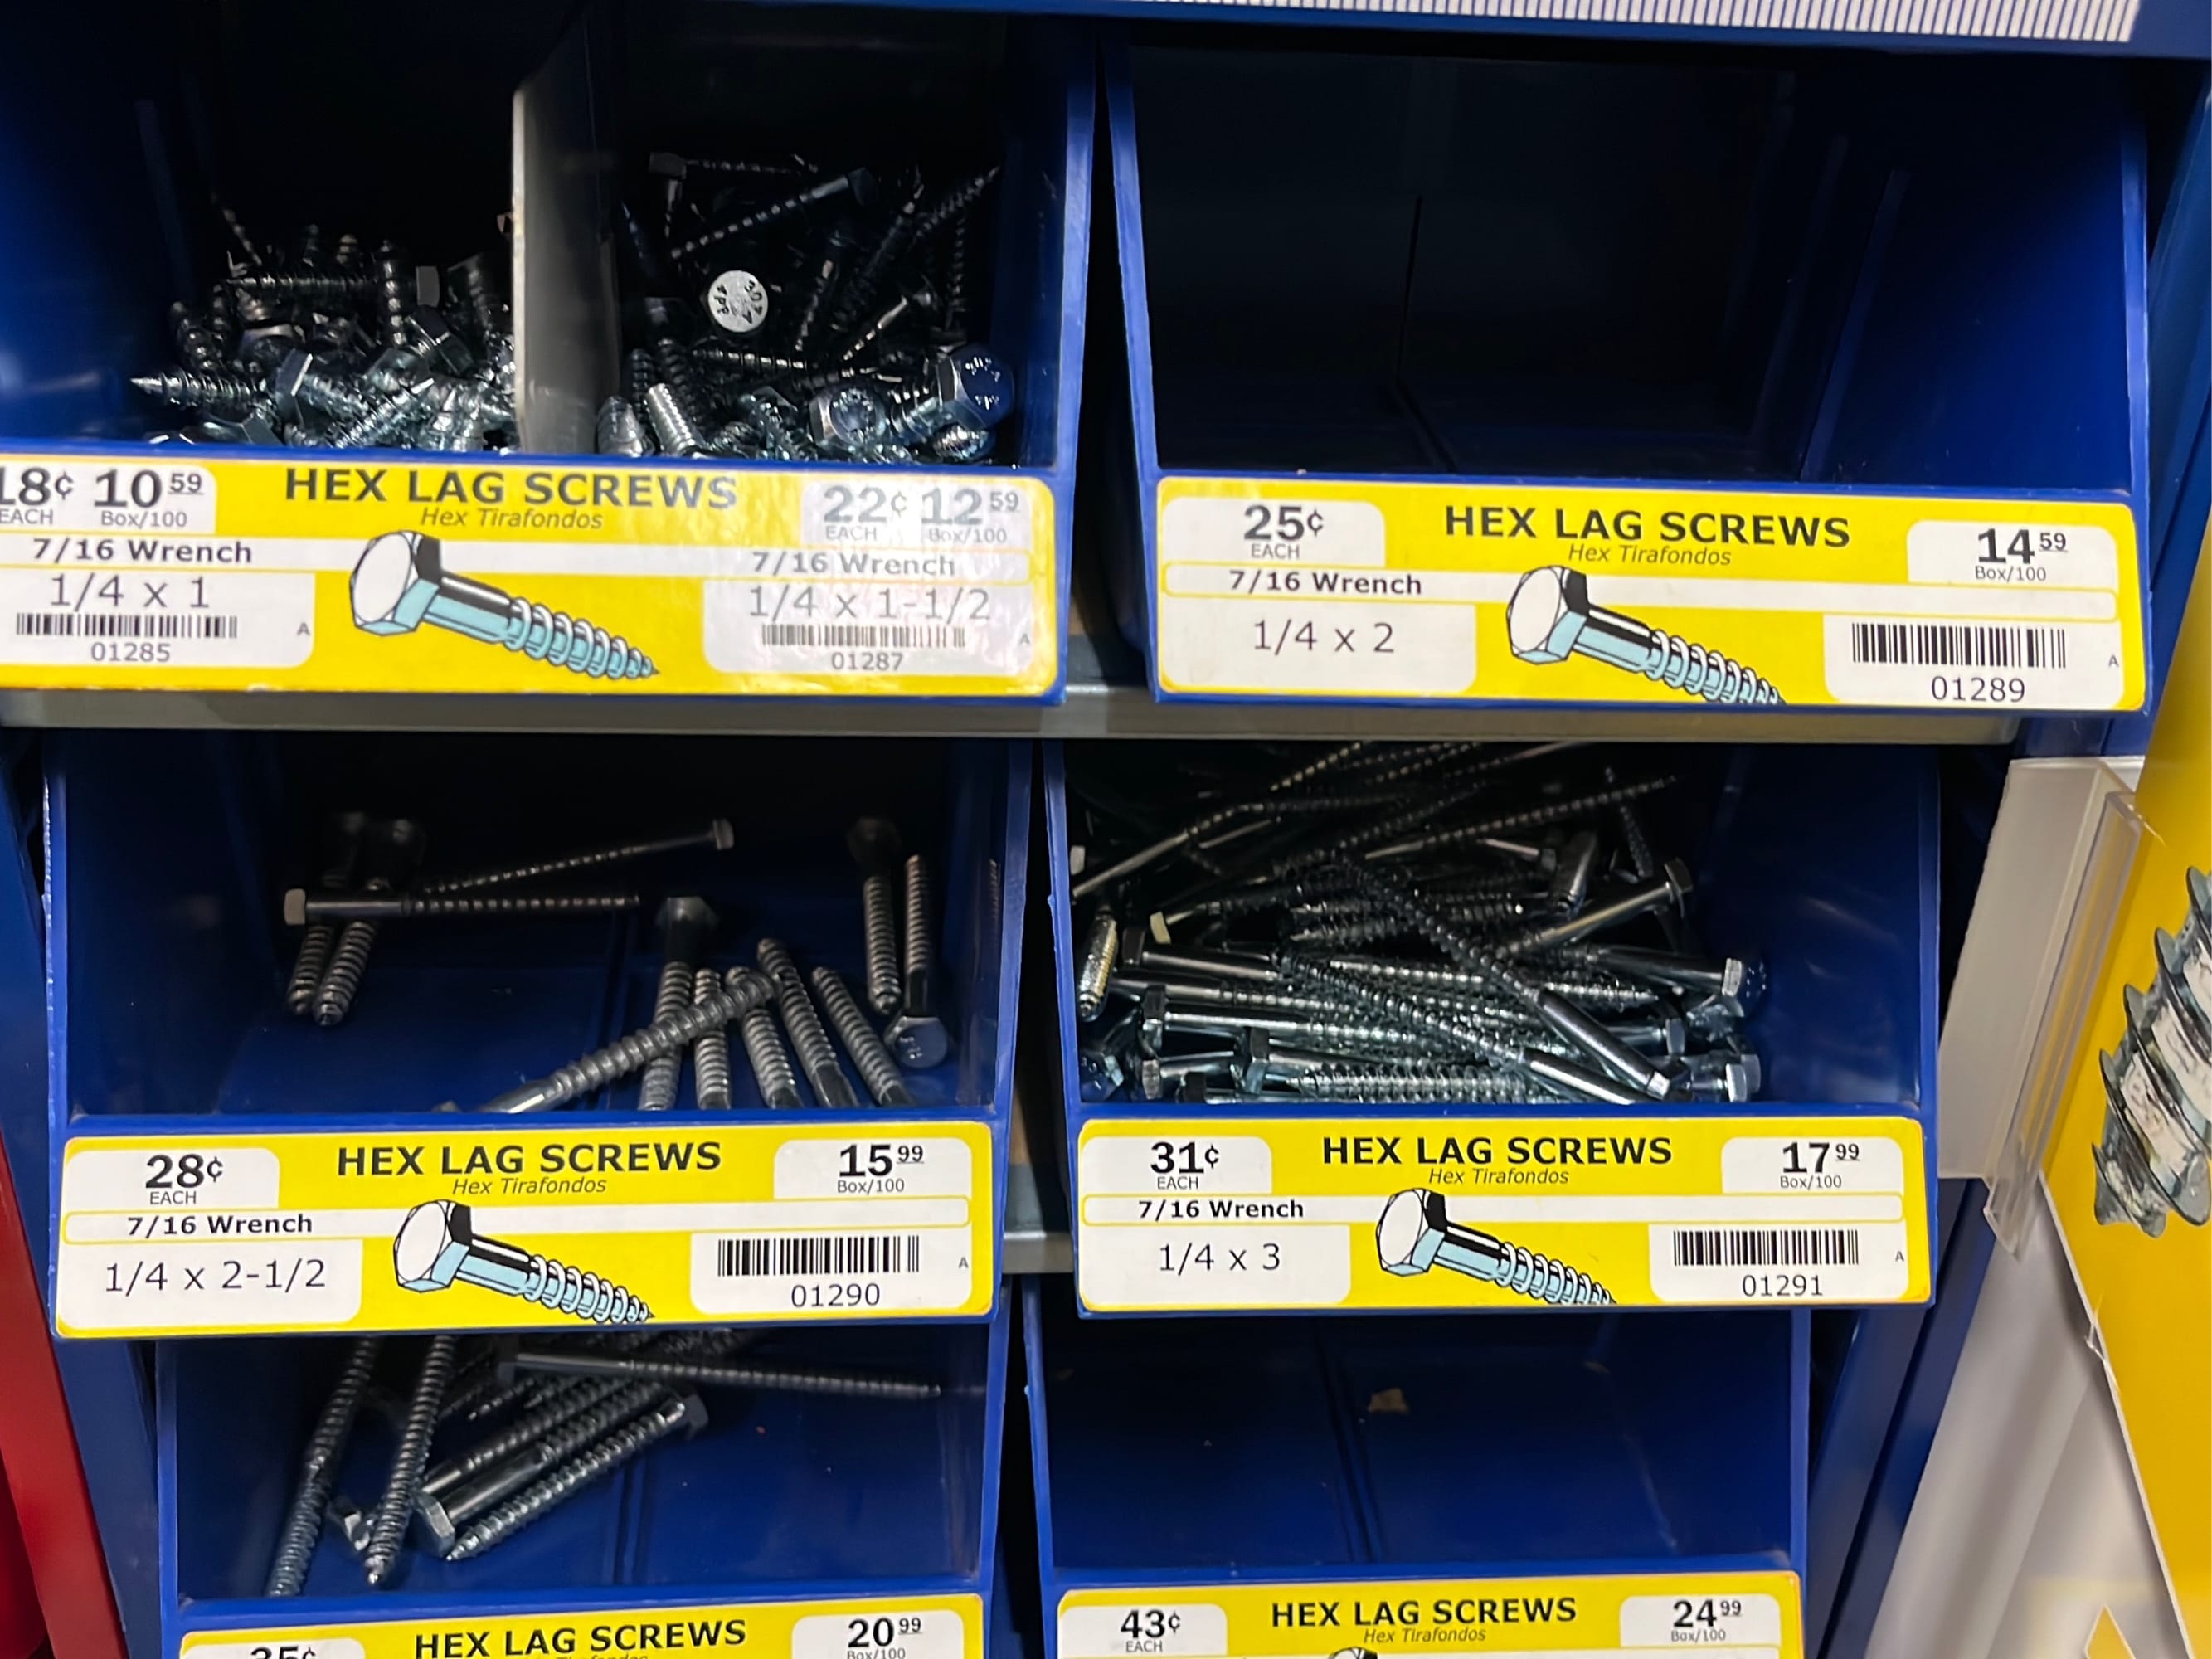 18¢ 10 59
EACH Box/100
HEX LAG SCREWS
Hex Tirafondos
22¢ 12 59
EACH Box/100
7/16 Wrench
7/16 Wrench
1/4 x 1
1/4 x 1-1/2
A
A
01285
01287
25¢
EACH
HEX LAG SCREWS
Hex Tirafondos
14 59
Box/100
7/16 Wrench
1/4 x 2
A
01289
28¢
EACH
HEX LAG SCREWS
Hex Tirafondos
15 99
Box/100
7/16 Wrench
1/4 x 2-1/2
A
01290
31¢
EACH
HEX LAG SCREWS
Hex Tirafondos
17 99
Box/100
7/16 Wrench
1/4 x 3
A
01291
35¢
HEX LAG SCREWS
Hex Tirafondos
20 99
Box/100
43¢
EACH
HEX LAG SCREWS
Hex Tirafondos
24 99
Box/100